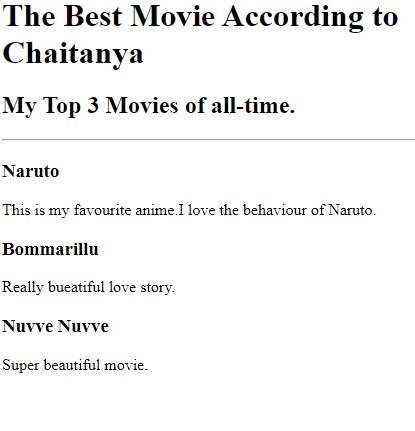 The Best Movie According to
Chaitanya
My Top 3 Movies of all-time.
Naruto
This is my favourite anime.I love the behaviour of Naruto.
Bommarillu
Really bueatiful love story.
Nuvve Nuvve
Super beautiful movie.